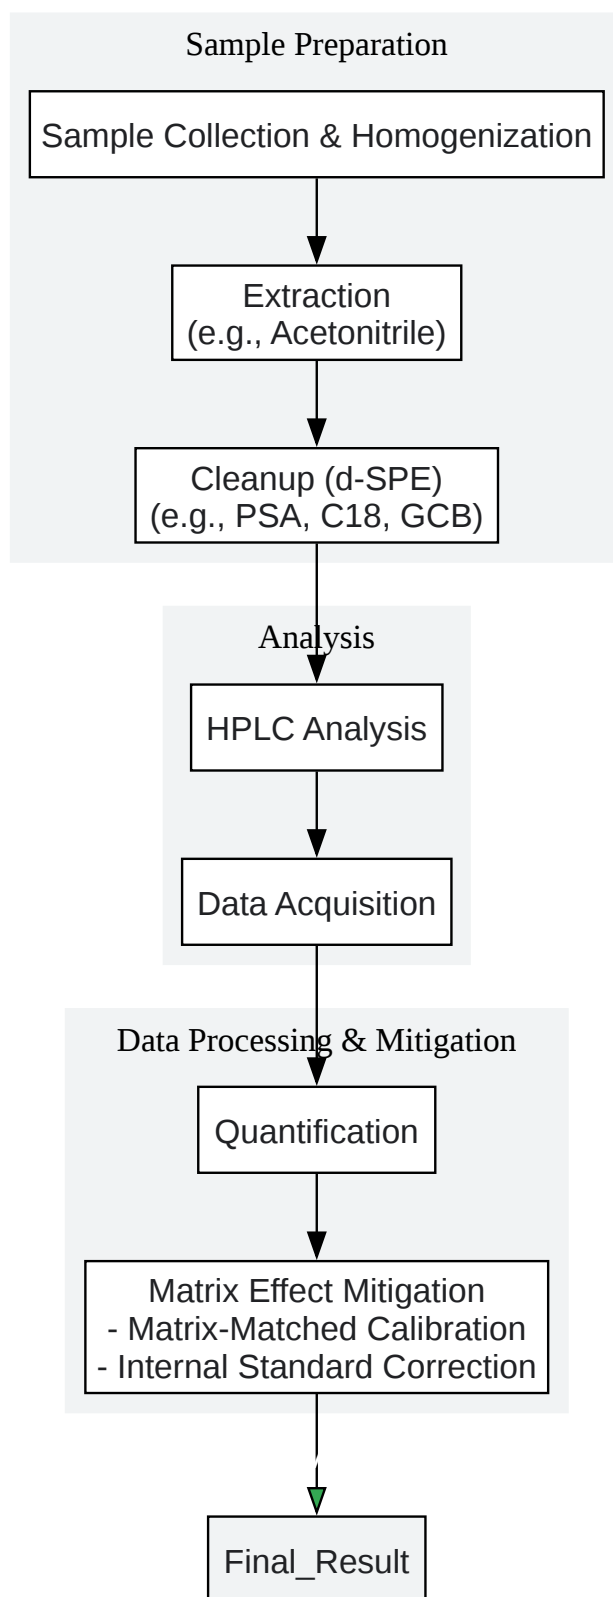 Sample Preparation
Sample Collection & Homogenization
Extraction
(e.g., Acetonitrile)
Cleanup (d-SPE)
(e.g., PSA, C18, GCB)
Analysis
HPLC Analysis
Data Acquisition
Data Processing & Mitigation
Quantification
Matrix Effect Mitigation
- Matrix-Matched Calibration
- Internal Standard Correction
Final_Result